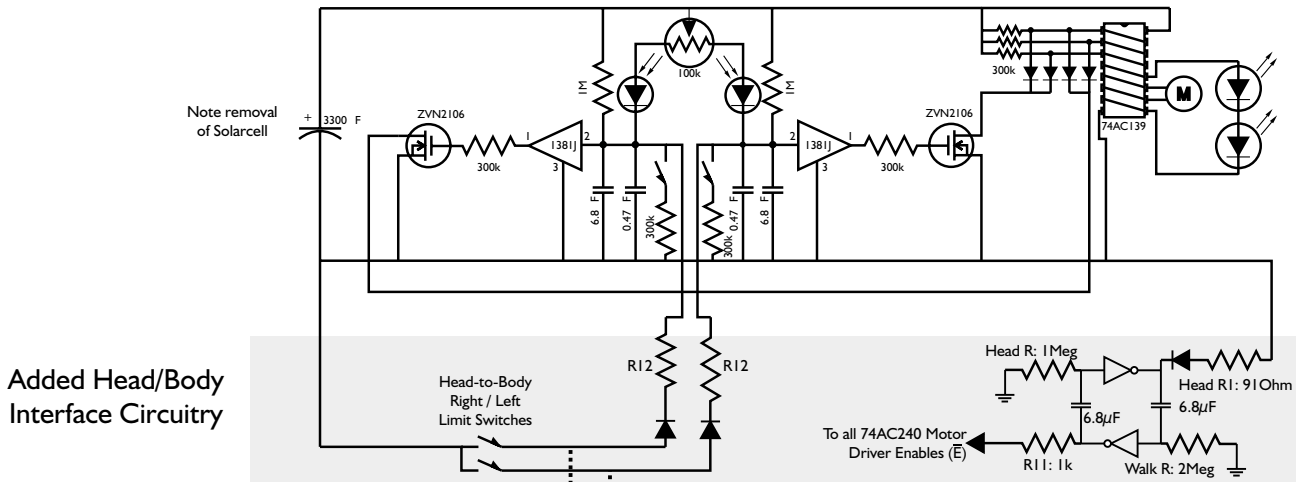 Note removal
of Solarcell
+ 3300 F
ZVN2106
300k
1
1381J
2
3
1M
6.8 F
0.47 F
300k
100k
1M
300k
0.47 F
6.8 F
2
1381J
1
3
300k
ZVN2106
300k
74AC139
M
Added Head/Body
Interface Circuitry
Head-to-Body
Right / Left
Limit Switches
R12
R12
Head R: 1Meg
Head R1: 91Ohm
6.8µF
6.8µF
To all 74AC240 Motor
Driver Enables (E̅)
R11: 1k
Walk R: 2Meg